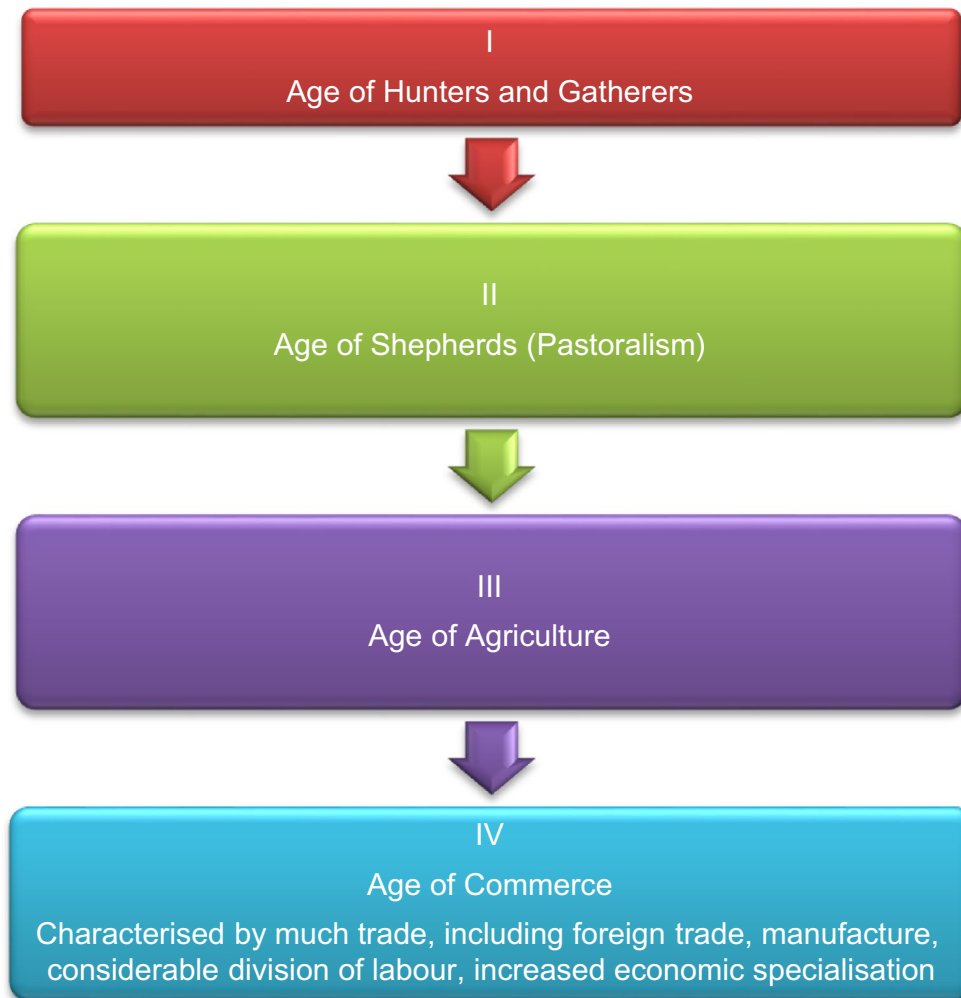 I
Age of Hunters and Gatherers
II
Age of Shepherds (Pastoralism)
III
Age of Agriculture
IV
Age of Commerce
Characterised by much trade, including foreign trade, manufacture,
considerable division of labour, increased economic specialisation